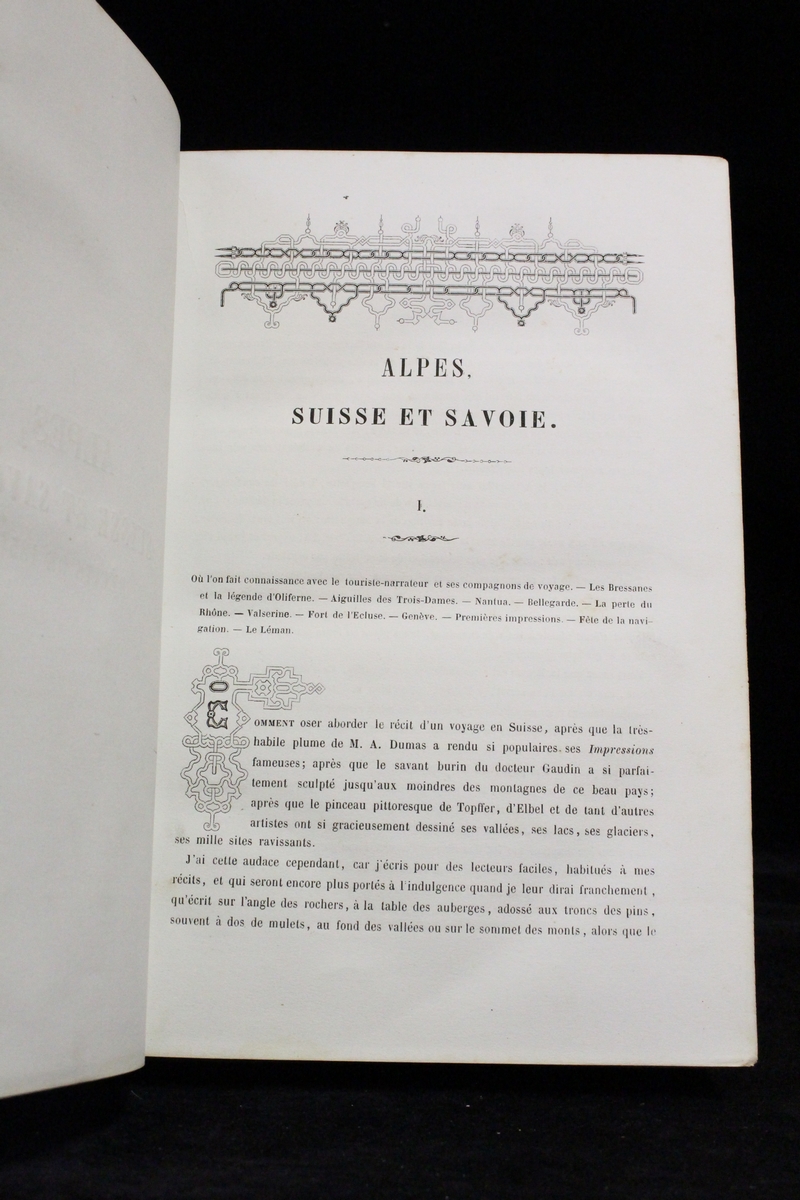 ALPES,
SUISSE ET SAVOIE.
I.
Où l'on fait connaissance avec le touriste-narrateur et ses compagnons de voyage. — Les Bressanes
et la légende d'Oliferne. — Aiguilles des Trois-Dames. — Nantua. — Bellegarde. — La perte du
Rhône. — Valserine. — Fort de l'Ecluse. — Genève. — Premières impressions. — Fête de la navi-
gation. — Le Léman.
COMMENT oser aborder le récit d'un voyage en Suisse, après que la très-
habile plume de M. A. Dumas a rendu si populaires ses Impressions
fameuses; après que le savant burin du docteur Gaudin a si parfai-
tement sculpté jusqu'aux moindres des montagnes de ce beau pays;
après que le pinceau pittoresque de Topffer, d'Elbel et de tant d'autres
artistes ont si gracieusement dessiné ses vallées, ses lacs, ses glaciers,
ses mille sites ravissants.
J'ai cette audace cependant, car j'écris pour des lecteurs faciles, habitués à mes
récits, et qui seront encore plus portés à l'indulgence quand je leur dirai franchement,
qu'écrit sur l'angle des rochers, à la table des auberges, adossé aux troncs des pins,
souvent à dos de mulets, au fond des vallées ou sur le sommet des monts, alors que le